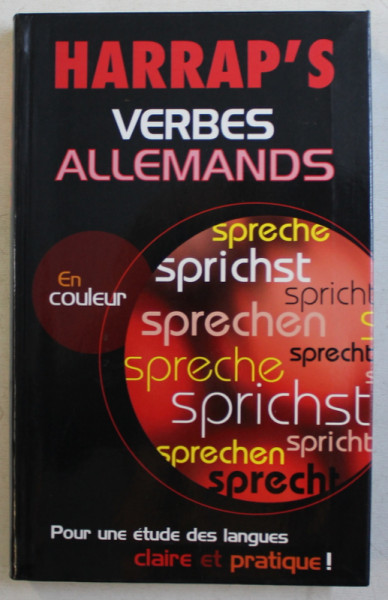 HARRAP'S
VERBES
ALLEMANDS
En
couleur
spreche
sprichst
spricht
sprechen
sprecht
spreche
sprichst
spricht
sprechen
sprecht
Pour une étude des langues
claire et pratique !